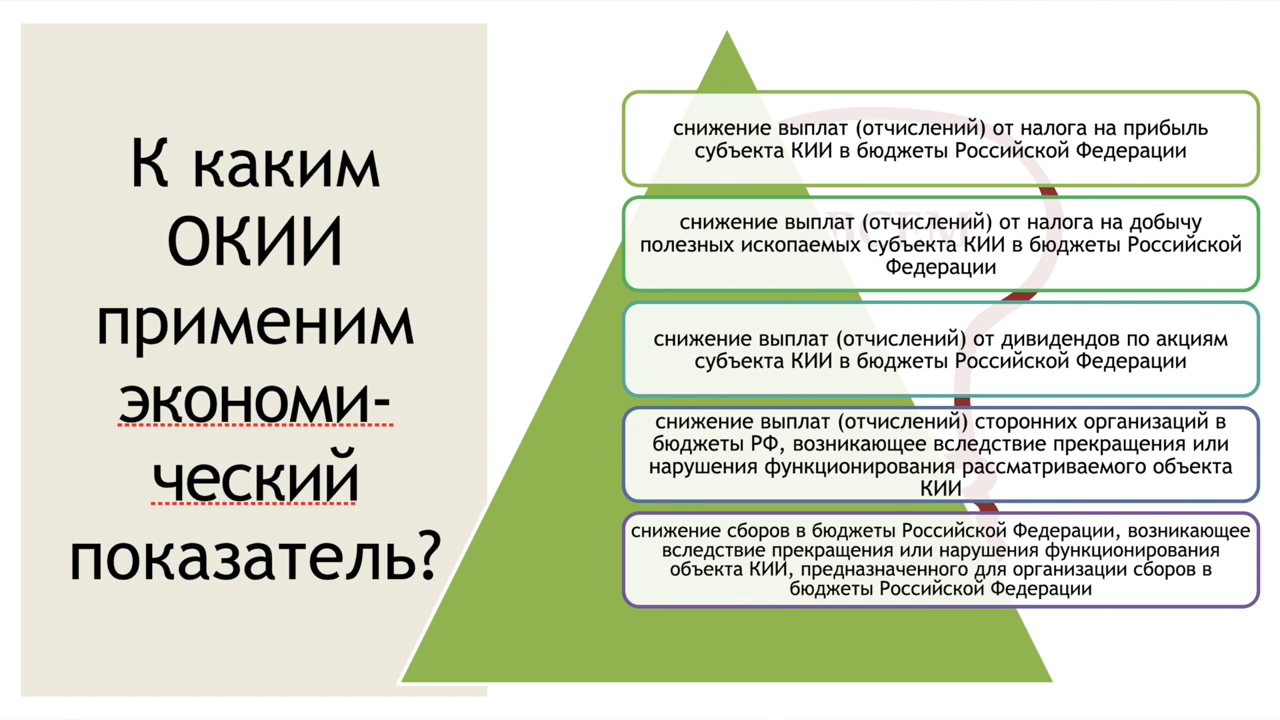 К каким
ОКИИ
применим
экономи-
ческий
показатель?
снижение выплат (отчислений) от налога на прибыль
субъекта КИИ в бюджеты Российской Федерации
снижение выплат (отчислений) от налога на добычу
полезных ископаемых субъекта КИИ в бюджеты Российской
Федерации
снижение выплат (отчислений) от дивидендов по акциям
субъекта КИИ в бюджеты Российской Федерации
снижение выплат (отчислений) сторонних организаций в
бюджеты РФ, возникающее вследствие прекращения или
нарушения функционирования рассматриваемого объекта
КИИ
снижение сборов в бюджеты Российской Федерации, возникающее
вследствие прекращения или нарушения функционирования
объекта КИИ, предназначенного для организации сборов в
бюджеты Российской Федерации